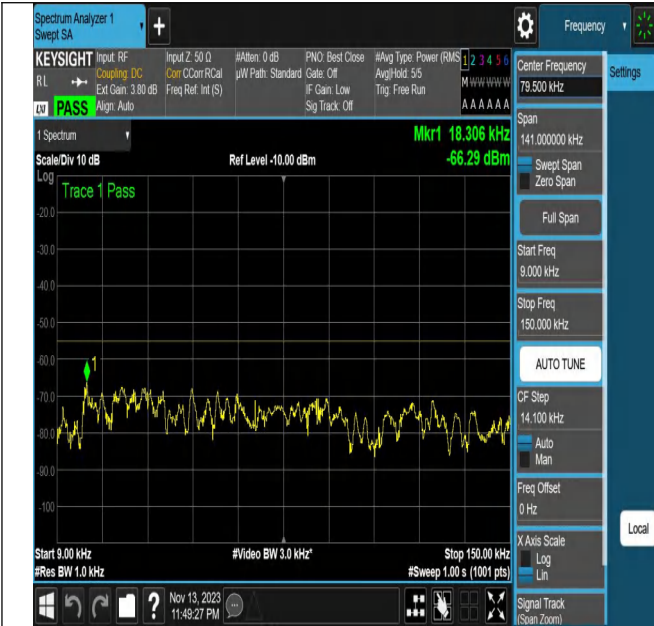 Spectrum Analyzer 1
Swept SA
+
Frequency
KEYSIGHT
RL
LXI
PASS
Input: RF
Coupling: DC
Ext Gain: 3.80 dB
Align: Auto
Input Z: 50 Ω
Corr CCorr RCal
Freq Ref: Int (S)
#Atten: 0 dB
µW Path: Standard
PNO: Best Close
Gate: Off
IF Gain: Low
Sig Track: Off
#Avg Type: Power (RMS
Avg|Hold: 5/5
Trig: Free Run
1 2 3 4 5 6
M W W W W W
A A A A A A
1 Spectrum
Scale/Div 10 dB
Ref Level -10.00 dBm
Mkr1 18.306 kHz
-66.29 dBm
Log
Trace 1 Pass
-20.0
-30.0
-40.0
-50.0
-60.0
1
-70.0
-80.0
-90.0
-100
Start 9.00 kHz
#Video BW 3.0 kHz*
Stop 150.00 kHz
#Res BW 1.0 kHz
#Sweep 1.00 s (1001 pts)
?
Nov 13, 2023
11:49:27 PM
Center Frequency
79.500 kHz
Settings
Span
141.000000 kHz
Swept Span
Zero Span
Full Span
Start Freq
9.000 kHz
Stop Freq
150.000 kHz
AUTO TUNE
CF Step
14.100 kHz
Auto
Man
Freq Offset
0 Hz
Local
X Axis Scale
Log
Lin
Signal Track
(Span Zoom)